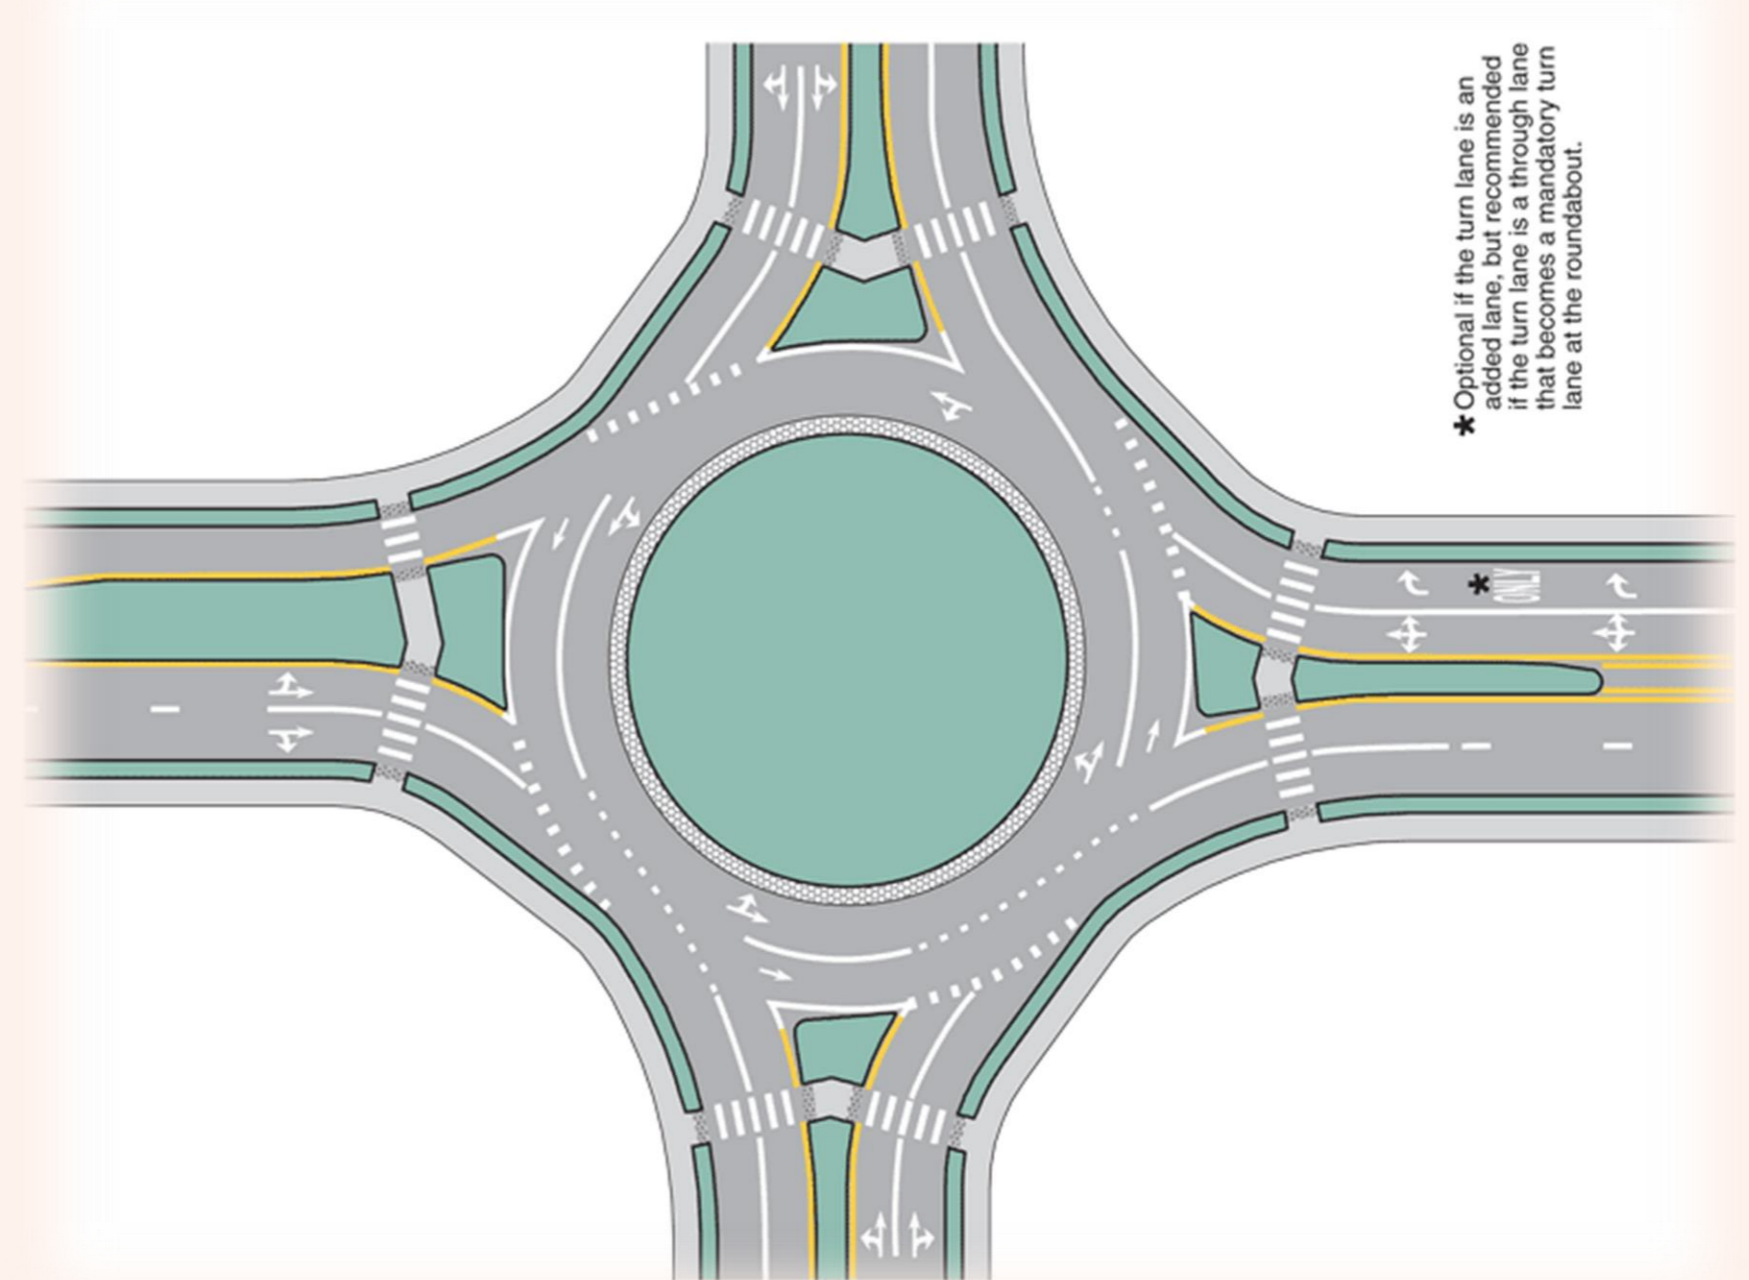 *Optional if the turn lane is an
added lane, but recommended
if the turn lane is a through lane
that becomes a mandatory turn
lane at the roundabout.
*
ONLY